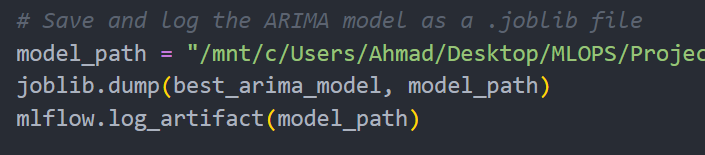 # Save and log the ARIMA model as a .joblib file
model_path = "/mnt/c/Users/Ahmad/Desktop/MLOPS/Projec
joblib.dump(best_arima_model, model_path)
mlflow.log_artifact(model_path)